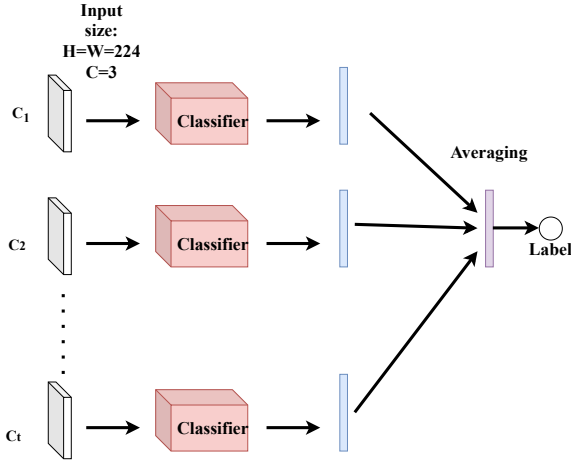 Input
size:
H=W=224
C=3
C1
Classifier
Averaging
C2
Classifier
Label
Ct
Classifier